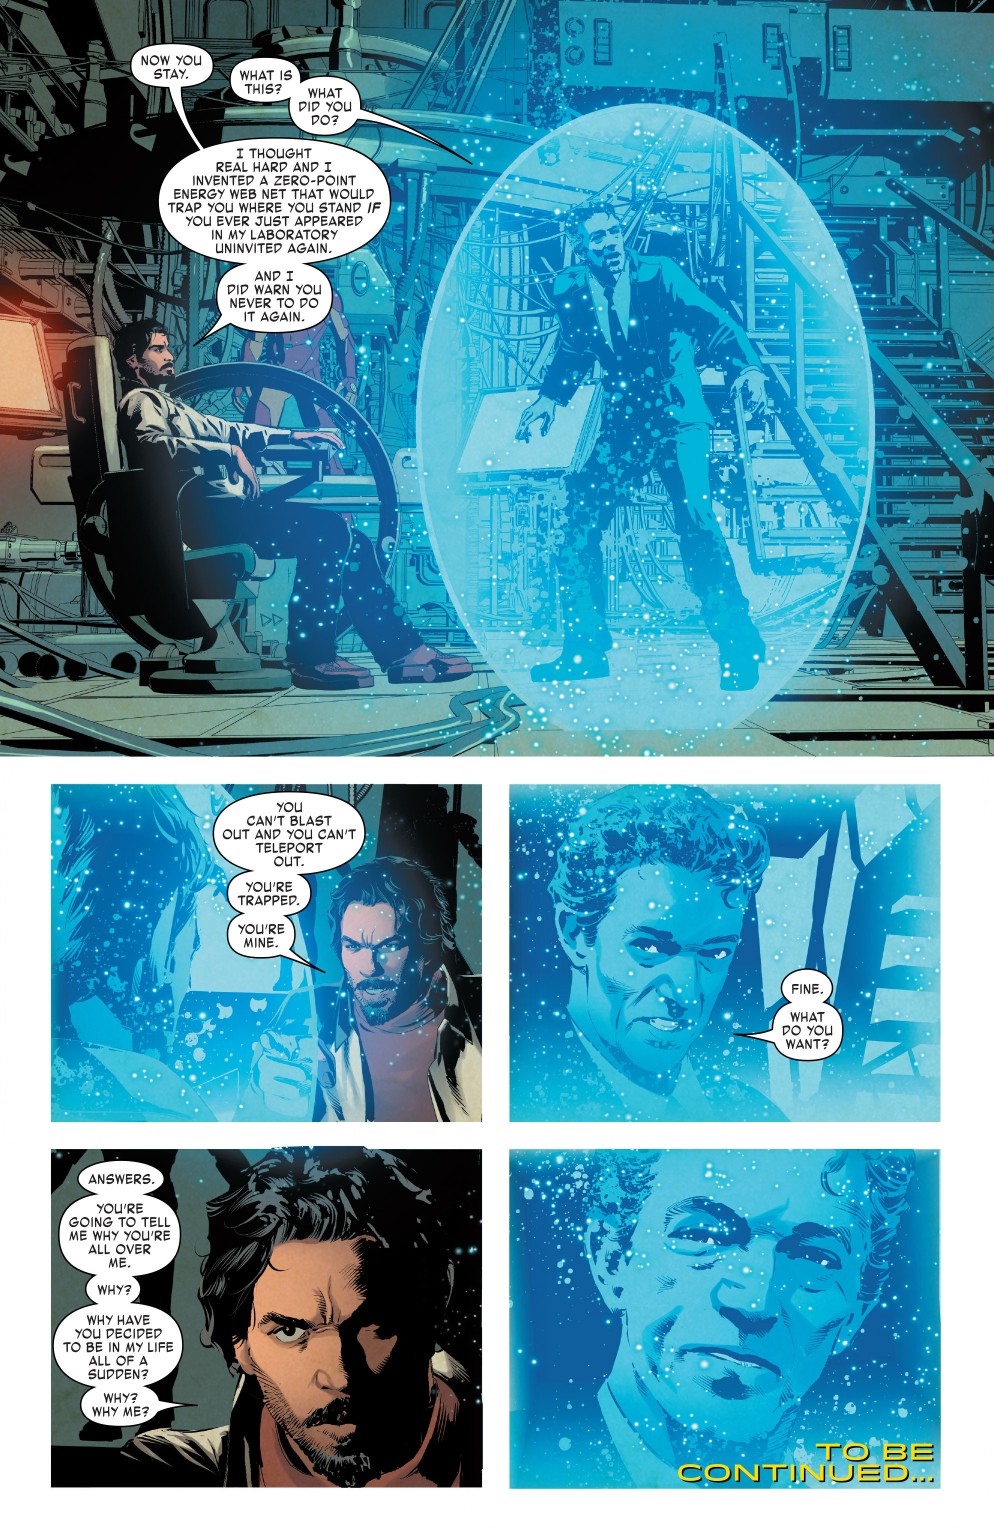 NOW YOU
STAY.
WHAT IS
THIS?
WHAT
DID YOU
DO?
I THOUGHT
REAL HARD AND I
INVENTED A ZERO-POINT
ENERGY WEB NET THAT WOULD
TRAP YOU WHERE YOU STAND IF
YOU EVER JUST APPEARED
IN MY LABORATORY
UNINVITED AGAIN.
AND I
DID WARN YOU
NEVER TO DO
IT AGAIN.
YOU
CAN'T BLAST
OUT AND YOU CAN'T
TELEPORT
OUT.
YOU'RE
TRAPPED.
YOU'RE
MINE.
FINE.
WHAT
DO YOU
WANT?
ANSWERS.
YOU'RE
GOING TO TELL
ME WHY YOU'RE
ALL OVER
ME.
WHY?
WHY HAVE
YOU DECIDED
TO BE IN MY LIFE
ALL OF A
SUDDEN?
WHY?
WHY ME?
TO BE
CONTINUED...